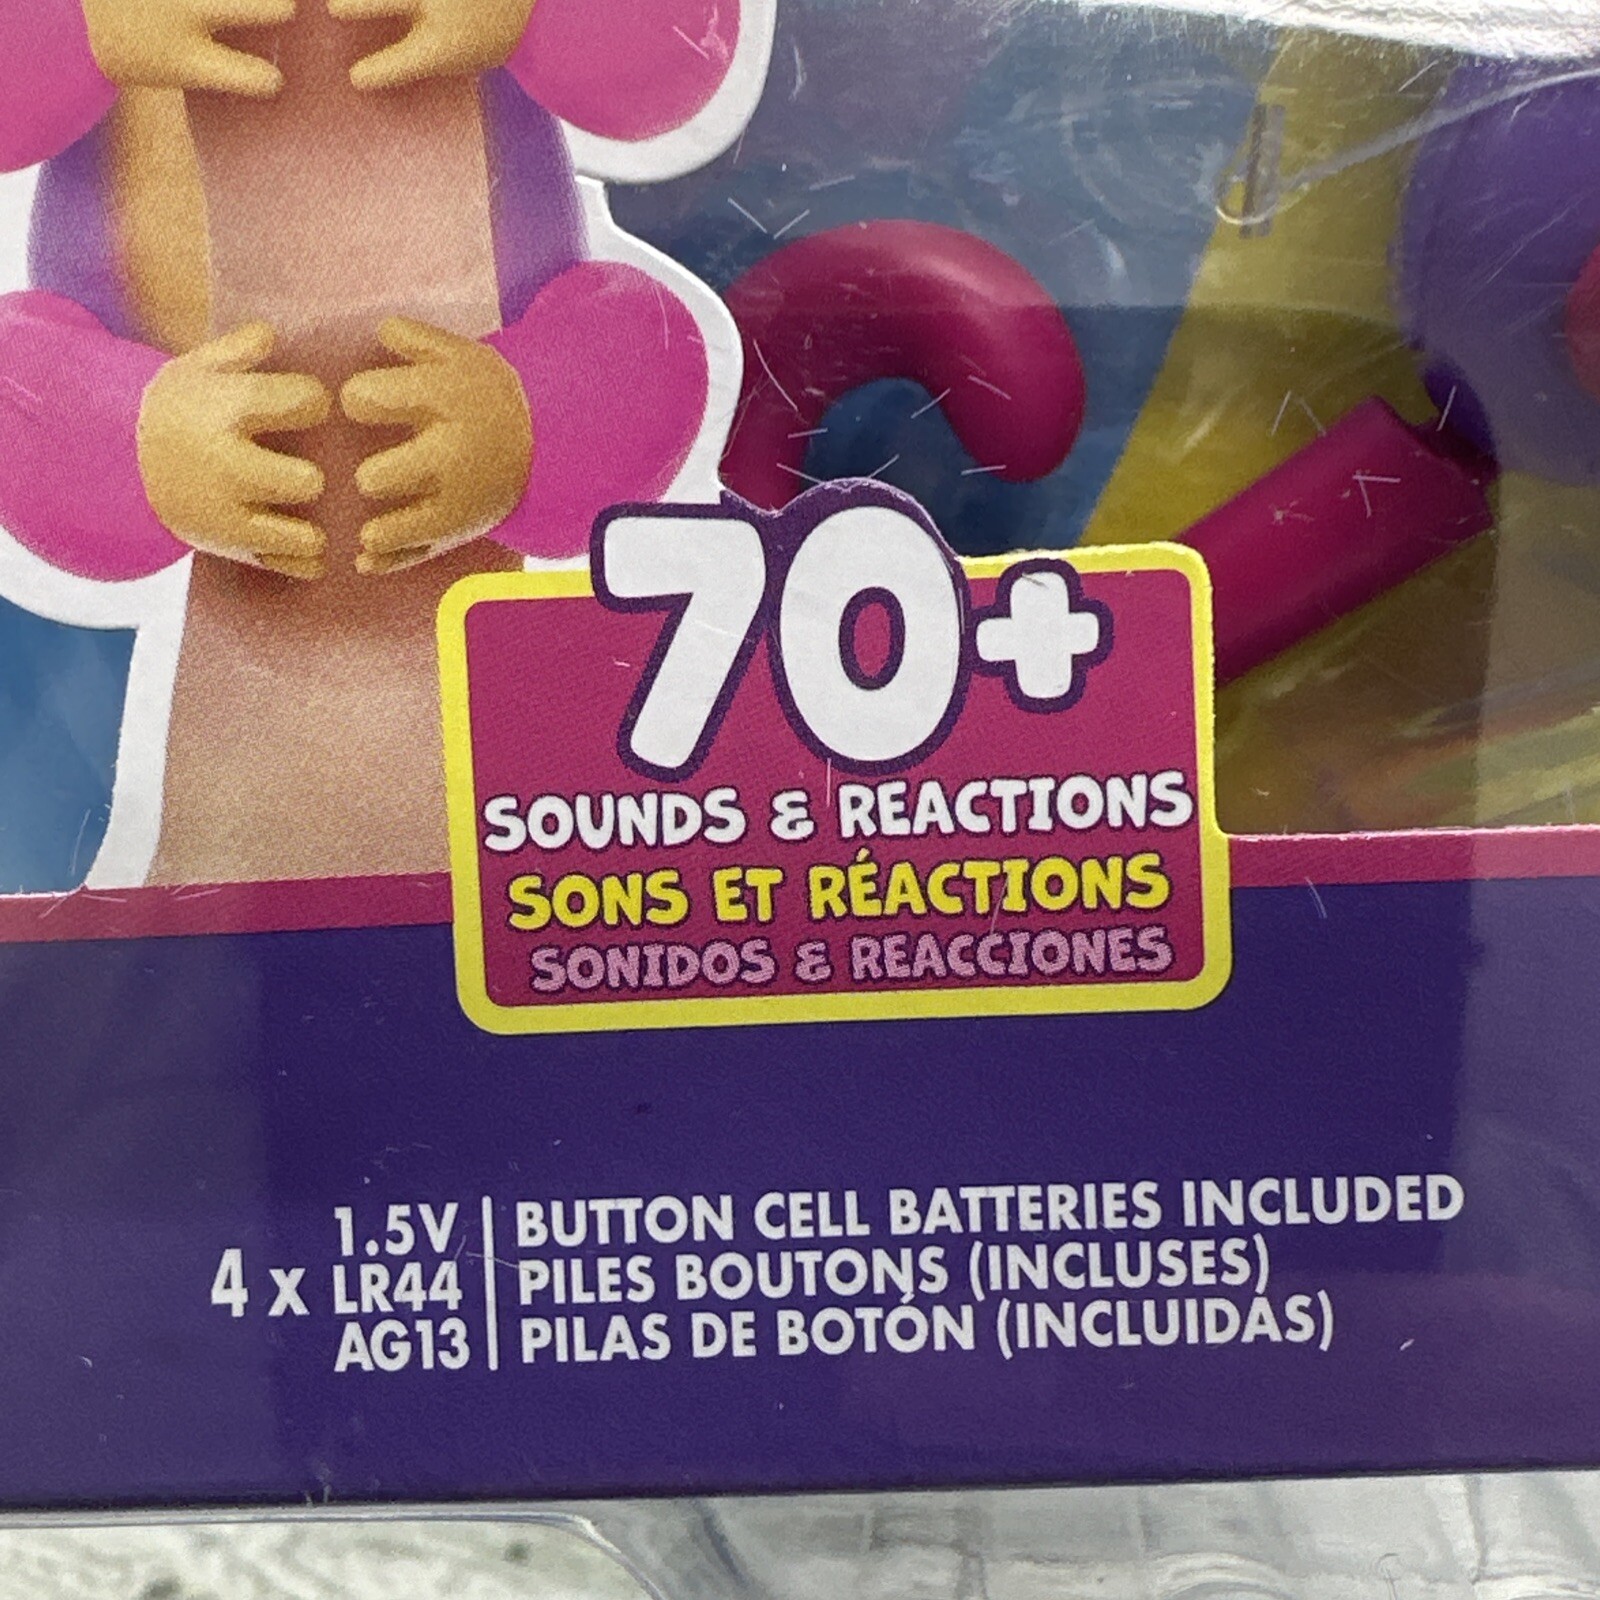 70+
SOUNDS & REACTIONS
SONS ET RÉACTIONS
SONIDOS & REACCIONES
4 x
1.5V | BUTTON CELL BATTERIES INCLUDED
LR44 | PILES BOUTONS (INCLUSES)
AG13 | PILAS DE BOTÓN (INCLUIDAS)